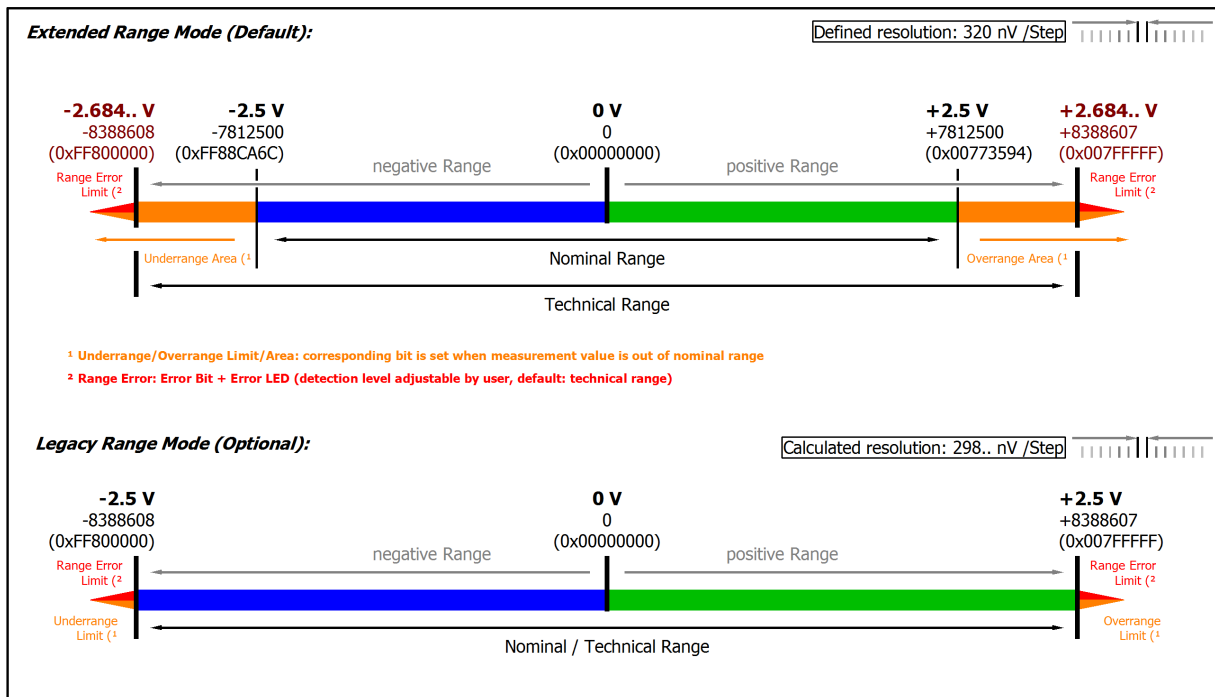 Extended Range Mode (Default):
Defined resolution: 320 nV /Step
-2.684.. V
-8388608
(0xFF800000)
-2.5 V
-7812500
(0xFF88CA6C)
0 V
0
(0x00000000)
+2.5 V
+7812500
(0x00773594)
+2.684.. V
+8388607
(0x007FFFFF)
negative Range
positive Range
Range Error
Limit (²
Range Error
Limit (²
Underrange Area (¹
Nominal Range
Overrange Area (¹
Technical Range
¹ Underrange/Overrange Limit/Area: corresponding bit is set when measurement value is out of nominal range
² Range Error: Error Bit + Error LED (detection level adjustable by user, default: technical range)
Legacy Range Mode (Optional):
Calculated resolution: 298.. nV /Step
-2.5 V
-8388608
(0xFF800000)
0 V
0
(0x00000000)
+2.5 V
+8388607
(0x007FFFFF)
negative Range
positive Range
Range Error
Limit (²
Range Error
Limit (²
Underrange
Limit (¹
Overrange
Limit (¹
Nominal / Technical Range